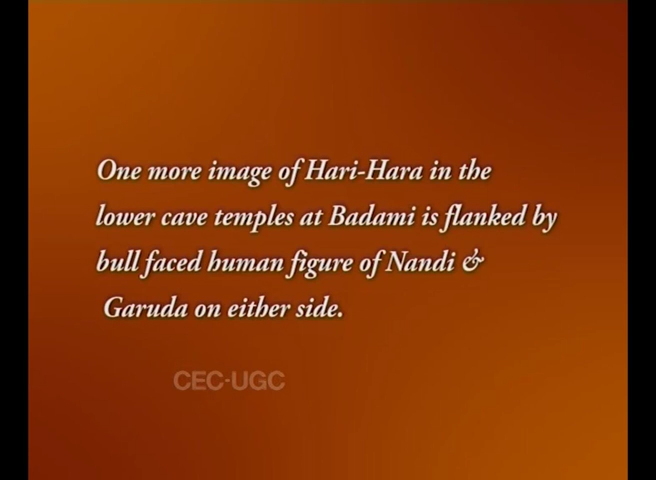 One more image of Hari-Hara in the
lower cave temples at Badami is flanked by
bull faced human figure of Nandi &
Garuda on either side.
CEC-UGC